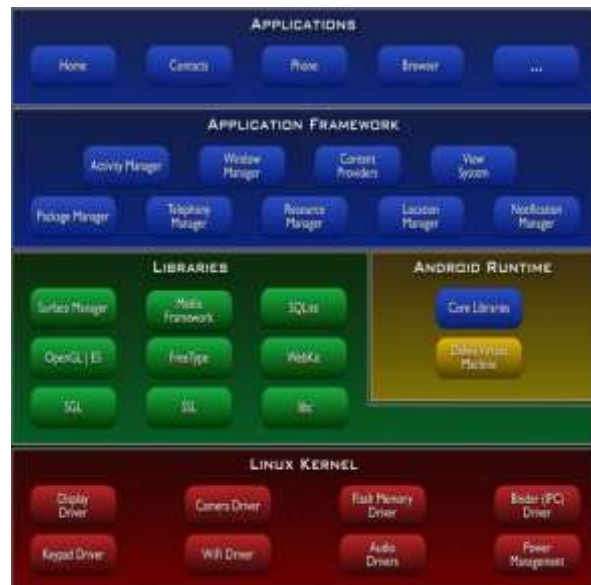 APPLICATIONS
Home Contacts Phone Browser ...
APPLICATION FRAMEWORK
Activity Manager Window Manager Content Providers View System
Package Manager Telephony Manager Resource Manager Location Manager Notification Manager
LIBRARIES
Surface Manager Media Framework SQLite
OpenGL | ES FreeType WebKit
SGL SSL libc
ANDROID RUNTIME
Core Libraries
Dalvik Virtual Machine
LINUX KERNEL
Display Driver Camera Driver Flash Memory Driver Binder (IPC) Driver
Keypad Driver WiFi Driver Audio Drivers Power Management